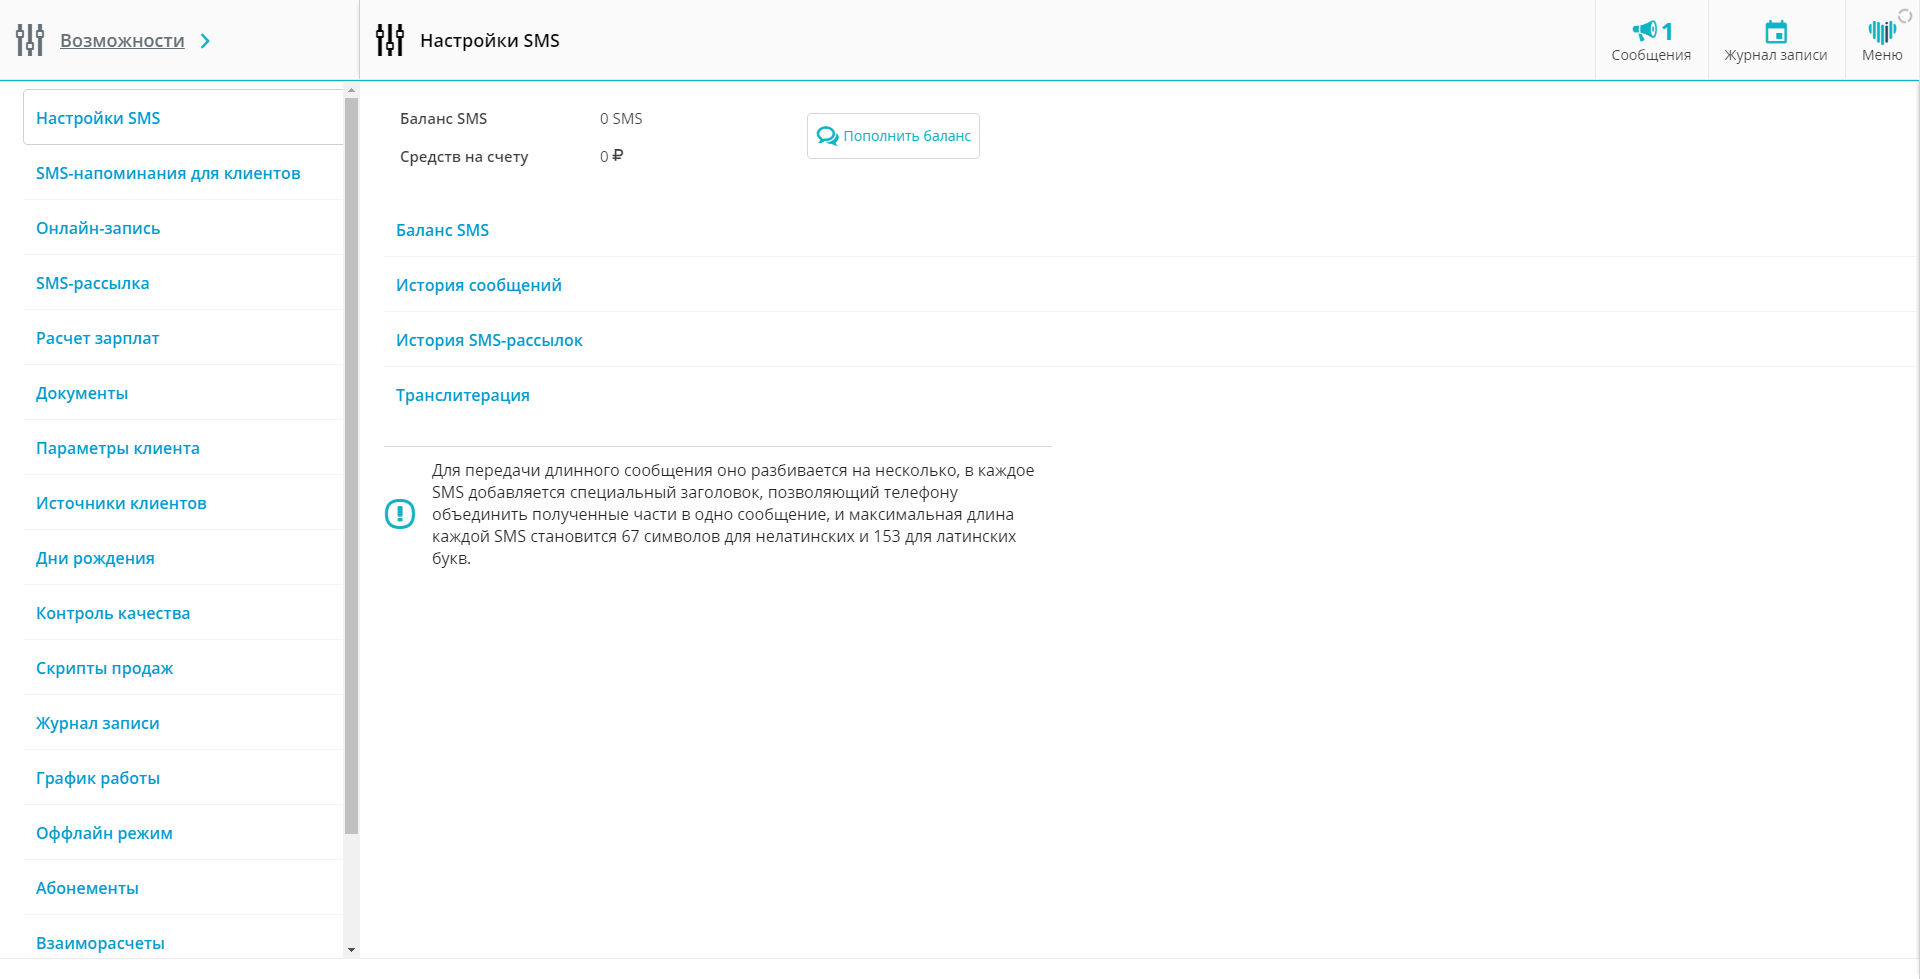 Возможности
Настройки SMS
1
Сообщения
Журнал записи
Меню
Настройки SMS
SMS-напоминания для клиентов
Онлайн-запись
SMS-рассылка
Расчет зарплат
Документы
Параметры клиента
Источники клиентов
Дни рождения
Контроль качества
Скрипты продаж
Журнал записи
График работы
Оффлайн режим
Абонементы
Взаиморасчеты
Баланс SMS
0 SMS
Средств на счету
0 ₽
Пополнить баланс
Баланс SMS
История сообщений
История SMS-рассылок
Транслитерация
Для передачи длинного сообщения оно разбивается на несколько, в каждое
SMS добавляется специальный заголовок, позволяющий телефону
объединить полученные части в одно сообщение, и максимальная длина
каждой SMS становится 67 символов для нелатинских и 153 для латинских
букв.